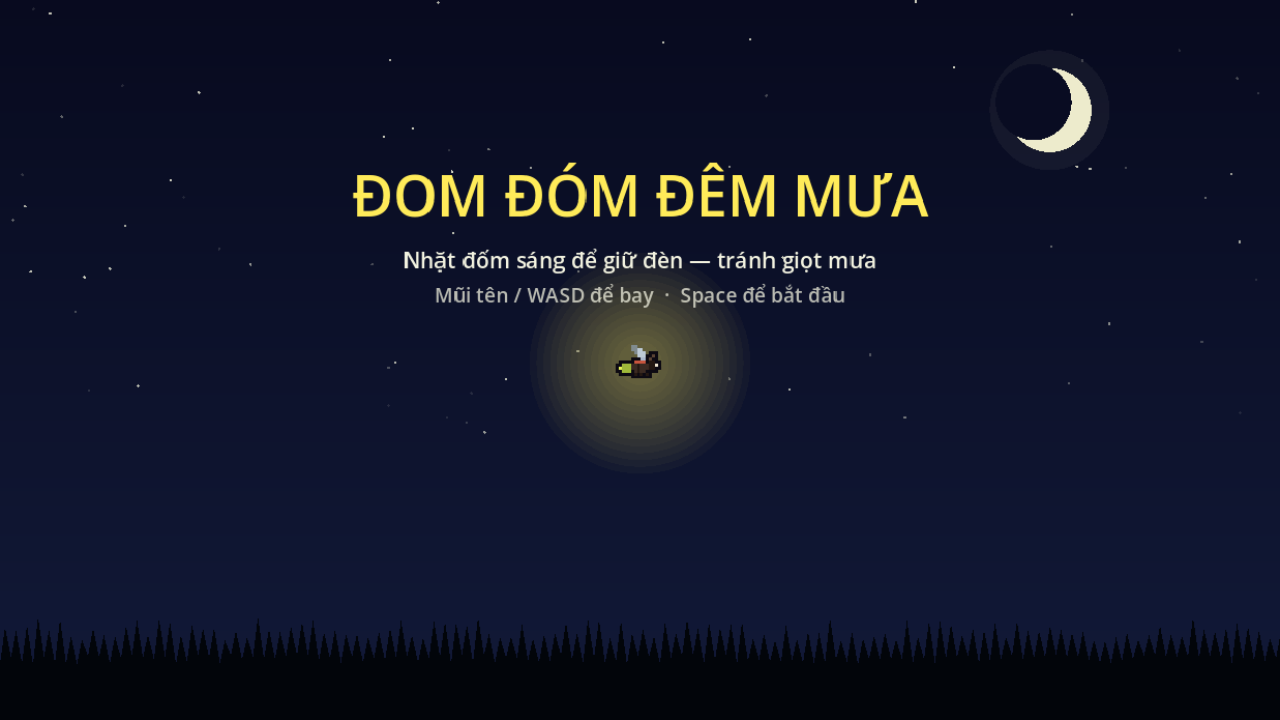 ĐOM ĐÓM ĐÊM MƯA
Nhặt đốm sáng để giữ đèn — tránh giọt mưa
Mũi tên / WASD để bay · Space để bắt đầu